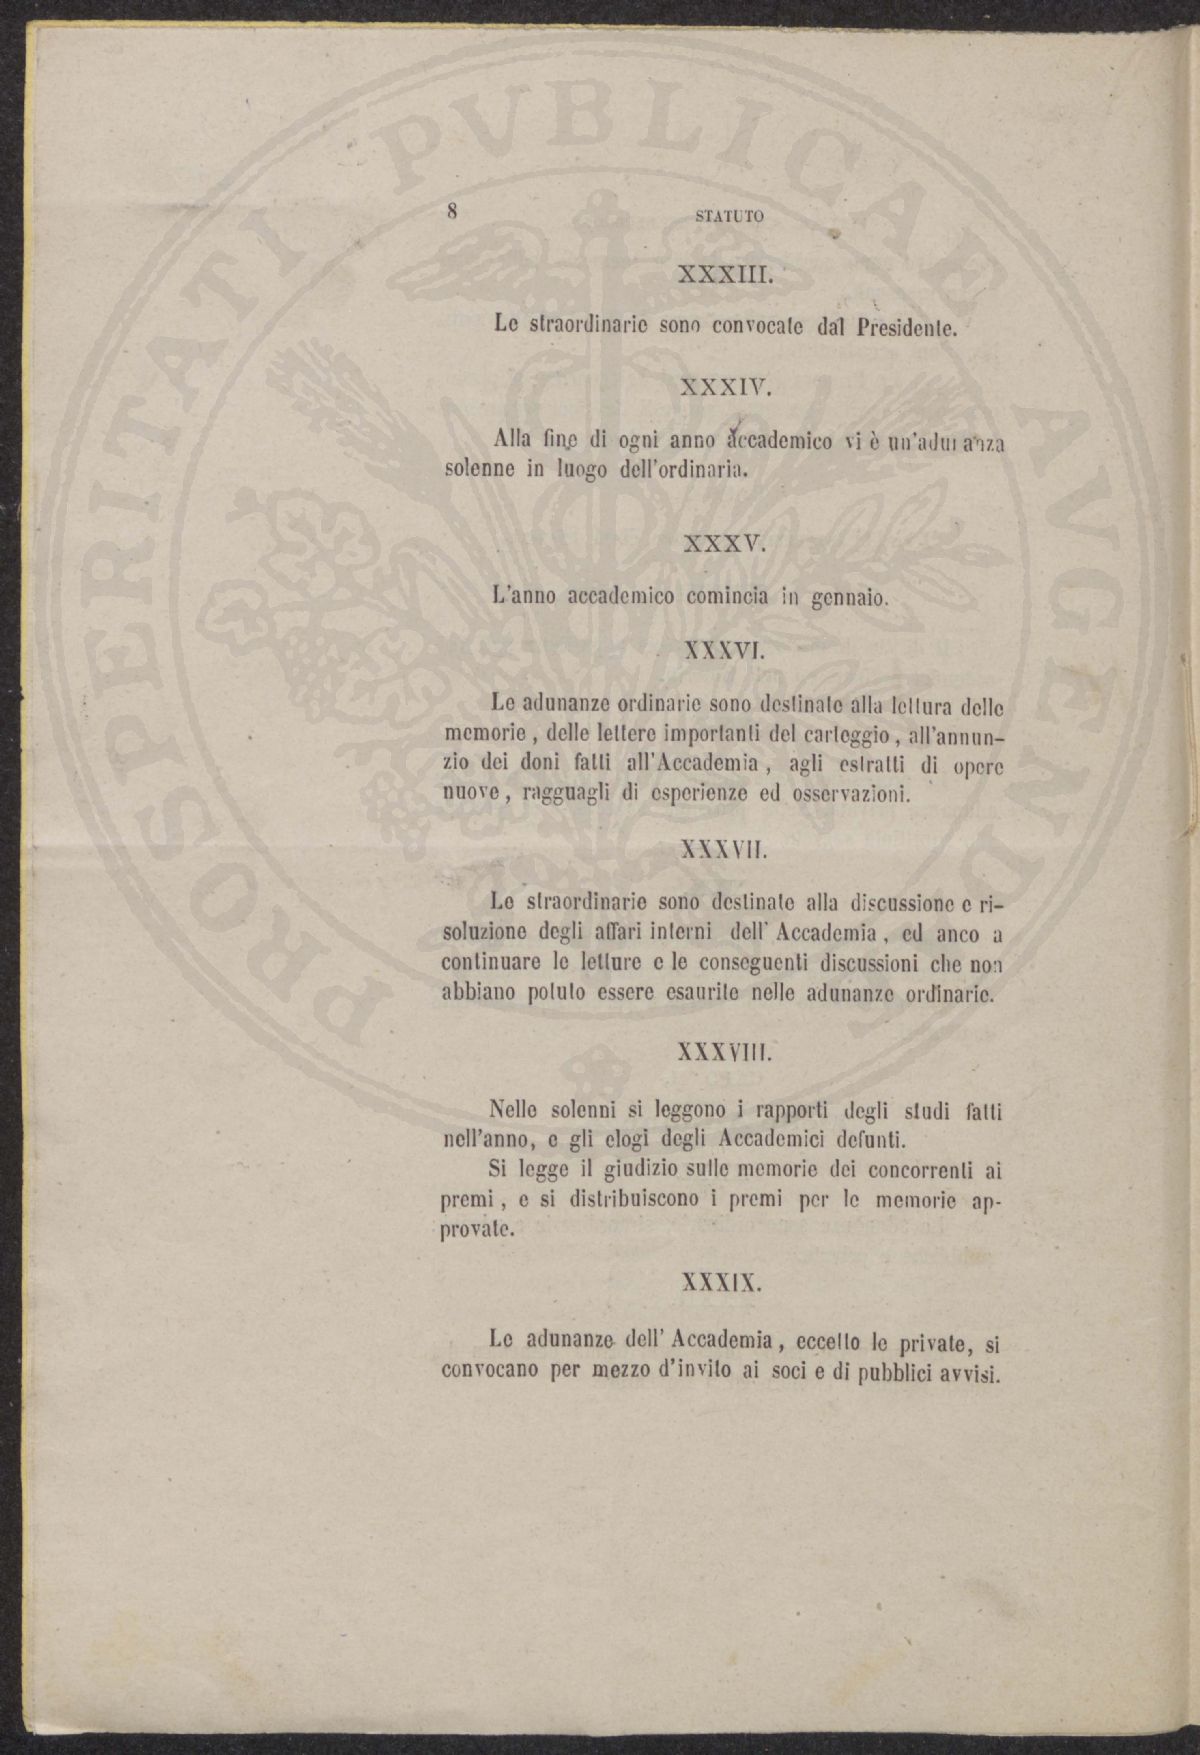 PROSPERITATI PVBLICAE AVGENDAE
8 STATUTO
XXXIII.
Le straordinarie sono convocate dal Presidente.
XXXIV.
Alla fine di ogni anno accademico vi è un'adunanza
solenne in luogo dell'ordinaria.
XXXV.
L'anno accademico comincia in gennaio.
XXXVI.
Le adunanze ordinarie sono destinate alla lettura delle
memorie, delle lettere importanti del carteggio, all'annun-
zio dei doni fatti all'Accademia, agli estratti di opere
nuove, ragguagli di esperienze ed osservazioni.
XXXVII.
Le straordinarie sono destinate alla discussione e ri-
soluzione degli affari interni dell'Accademia, ed anco a
continuare le letture e le conseguenti discussioni che non
abbiano potuto essere esaurite nelle adunanze ordinarie.
XXXVIII.
Nelle solenni si leggono i rapporti degli studi fatti
nell'anno, e gli elogi degli Accademici defunti.
Si legge il giudizio sulle memorie dei concorrenti ai
premi, e si distribuiscono i premi per le memorie ap-
provate.
XXXIX.
Le adunanze dell'Accademia, eccetto le private, si
convocano per mezzo d'invito ai soci e di pubblici avvisi.